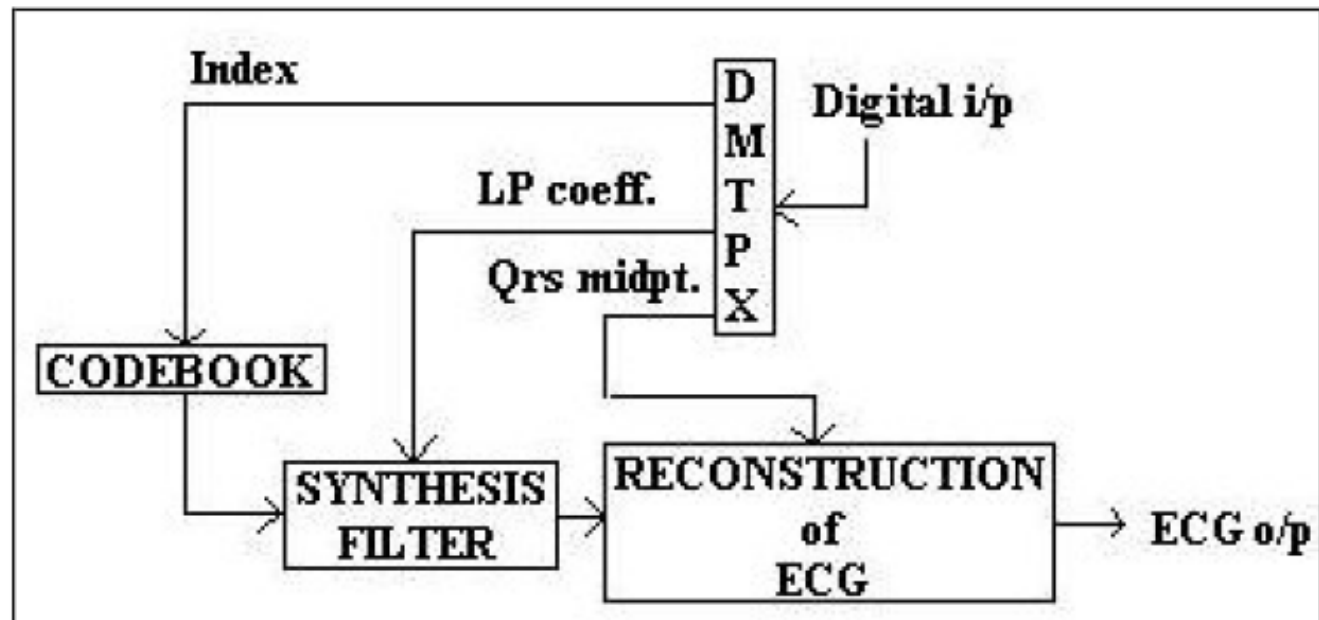 Index
D
M
T
P
X
Digital i/p
LP coeff.
Qrs midpt.
CODEBOOK
SYNTHESIS
FILTER
RECONSTRUCTION
of
ECG
ECG o/p